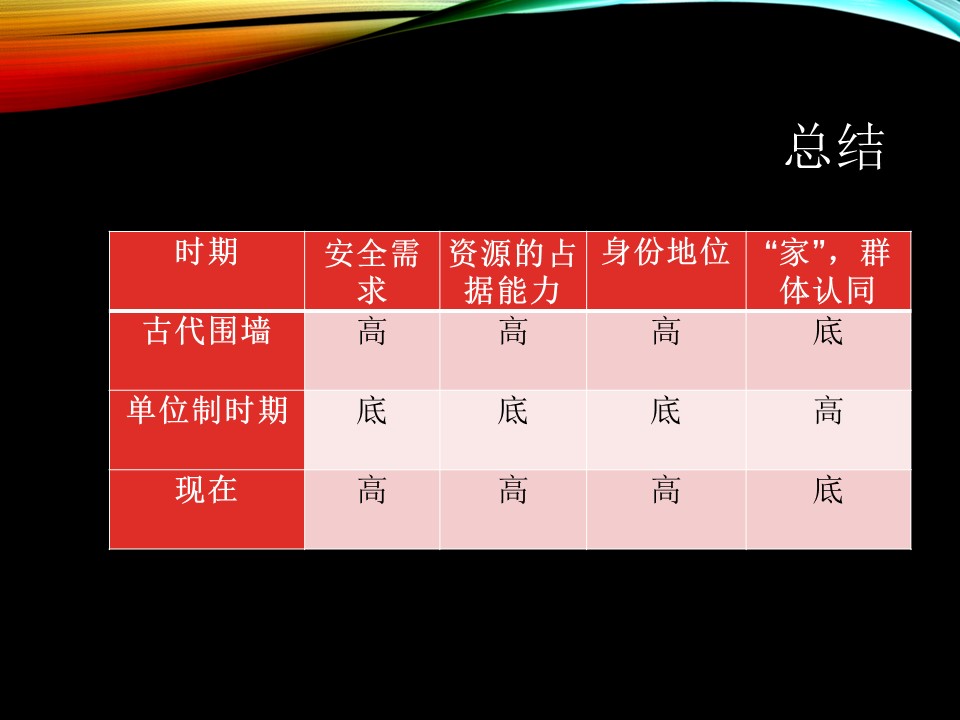 总结
时期 安全需求 资源的占据能力 身份地位 “家”，群体认同
古代围墙 高 高 高 底
单位制时期 底 底 底 高
现在 高 高 高 底